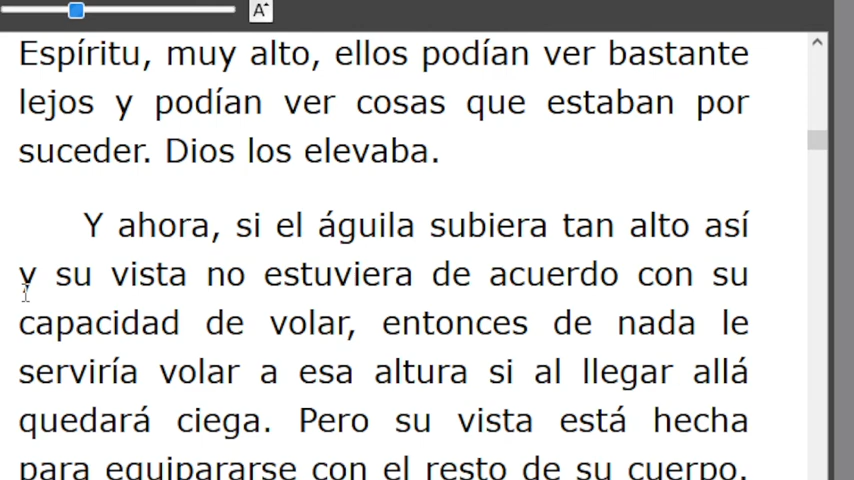 A
Espíritu, muy alto, ellos podían ver bastante
lejos y podían ver cosas que estaban por
suceder. Dios los elevaba.
Y ahora, si el águila subiera tan alto así
y su vista no estuviera de acuerdo con su
capacidad de volar, entonces de nada le
serviría volar a esa altura si al llegar allá
quedará ciega. Pero su vista está hecha
para equipararse con el resto de su cuerpo.